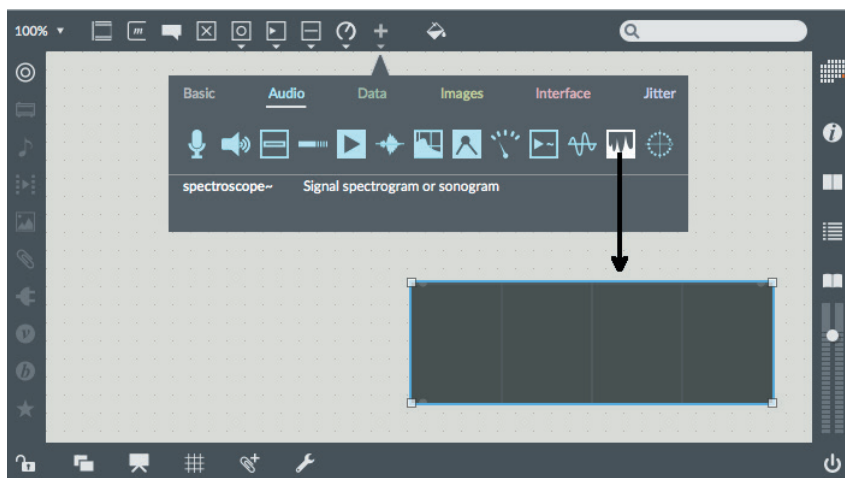 100%
m
Basic Audio Data Images Interface Jitter
spectroscope~ Signal spectrogram or sonogram
i
v
b